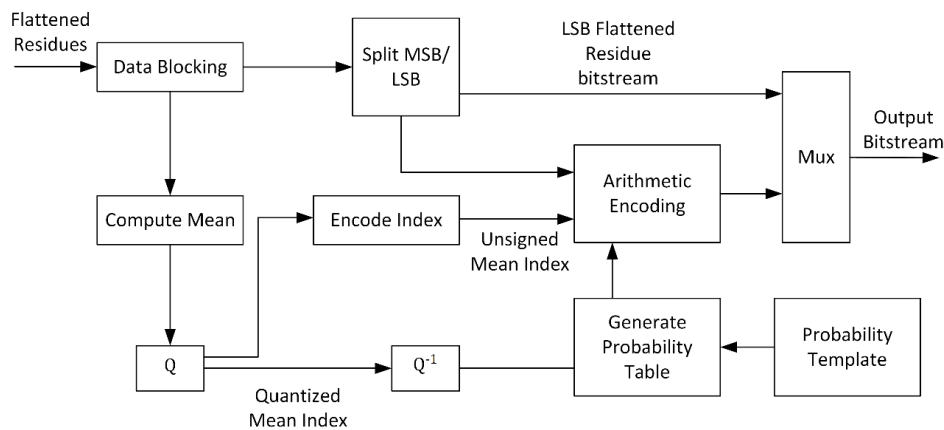 Flattened
Residues
Data Blocking
Split MSB/
LSB
LSB Flattened
Residue
bitstream
Mux
Output
Bitstream
Arithmetic
Encoding
Compute Mean
Encode Index
Unsigned
Mean Index
Q
Quantized
Mean Index
Q⁻¹
Generate
Probability
Table
Probability
Template